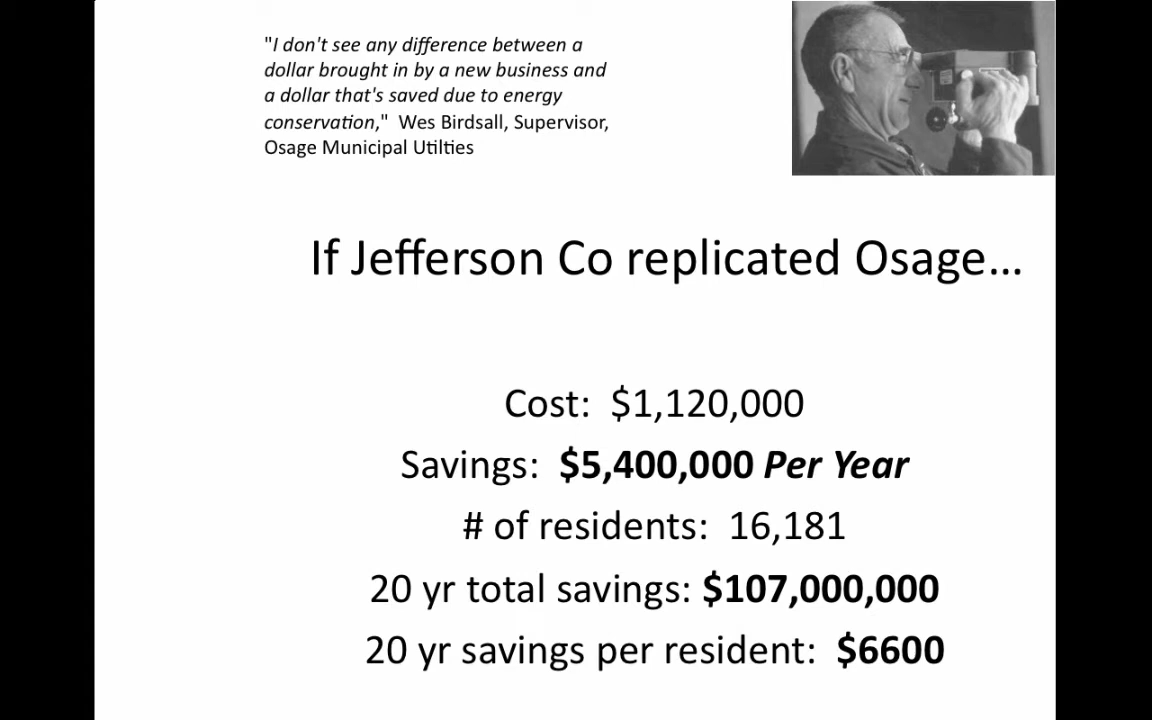 "I don't see any difference between a
dollar brought in by a new business and
a dollar that's saved due to energy
conservation," Wes Birdsall, Supervisor,
Osage Municipal Utilties
If Jefferson Co replicated Osage...
Cost: $1,120,000
Savings: $5,400,000 Per Year
# of residents: 16,181
20 yr total savings: $107,000,000
20 yr savings per resident: $6600